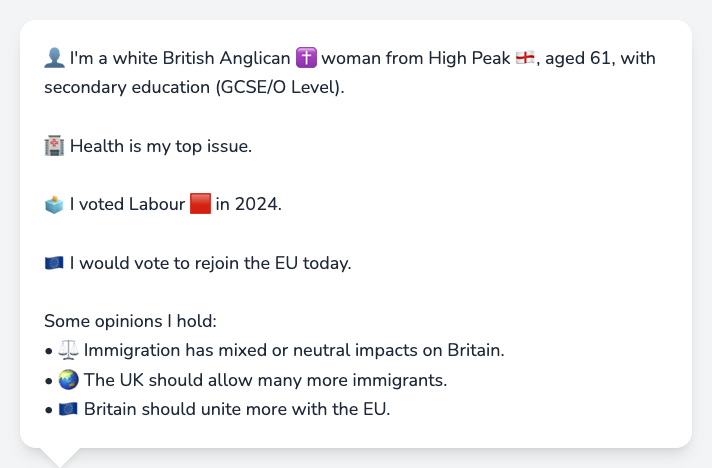 👤 I'm a white British Anglican ✝️ woman from High Peak 🏴󠁧󠁢󠁥󠁮󠁧󠁿, aged 61, with
secondary education (GCSE/O Level).
🏥 Health is my top issue.
🗳️ I voted Labour 🟥 in 2024.
🇪🇺 I would vote to rejoin the EU today.
Some opinions I hold:
• ⚖️ Immigration has mixed or neutral impacts on Britain.
• 🌏 The UK should allow many more immigrants.
• 🇪🇺 Britain should unite more with the EU.